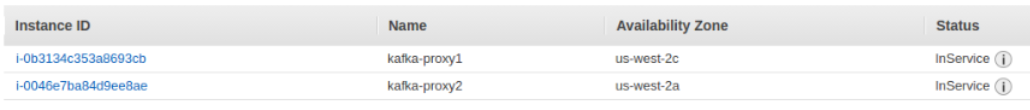 Instance ID Name Availability Zone Status
i-0b3134c353a8693cb kafka-proxy1 us-west-2c InService i
i-0046e7ba84d9ee8ae kafka-proxy2 us-west-2a InService i